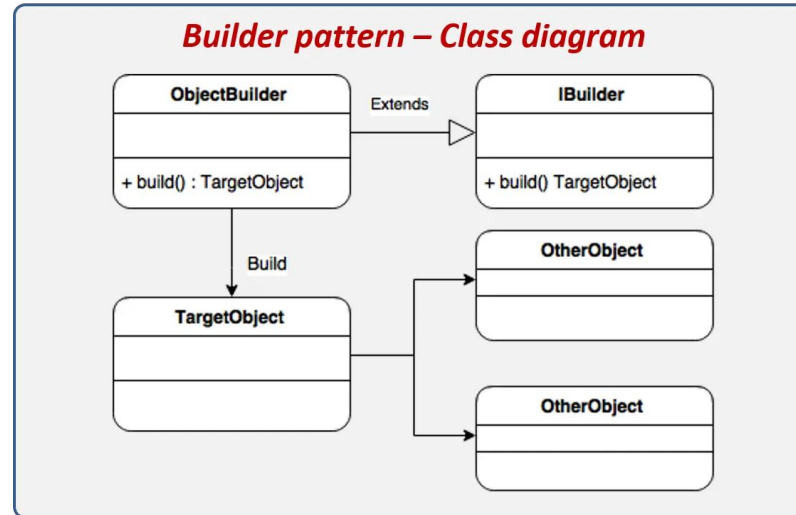 Builder pattern – Class diagram
ObjectBuilder
+ build() : TargetObject
Extends
IBuilder
+ build() TargetObject
Build
TargetObject
OtherObject
OtherObject